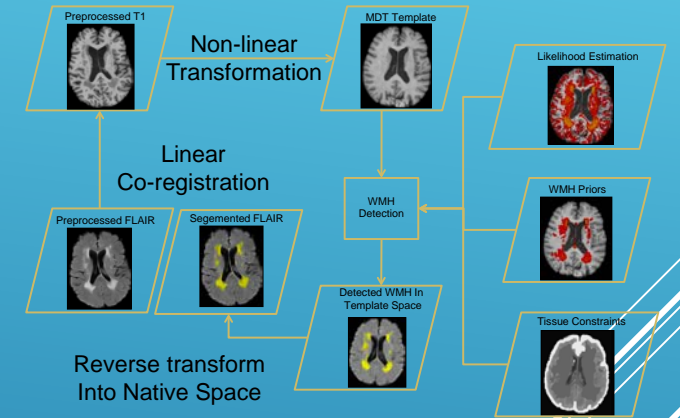 Preprocessed T1
Non-linear
Transformation
MDT Template
Likelihood Estimation
Linear
Co-registration
WMH
Detection
WMH Priors
Preprocessed FLAIR
Segemented FLAIR
Detected WMH In
Template Space
Tissue Constraints
Reverse transform
Into Native Space